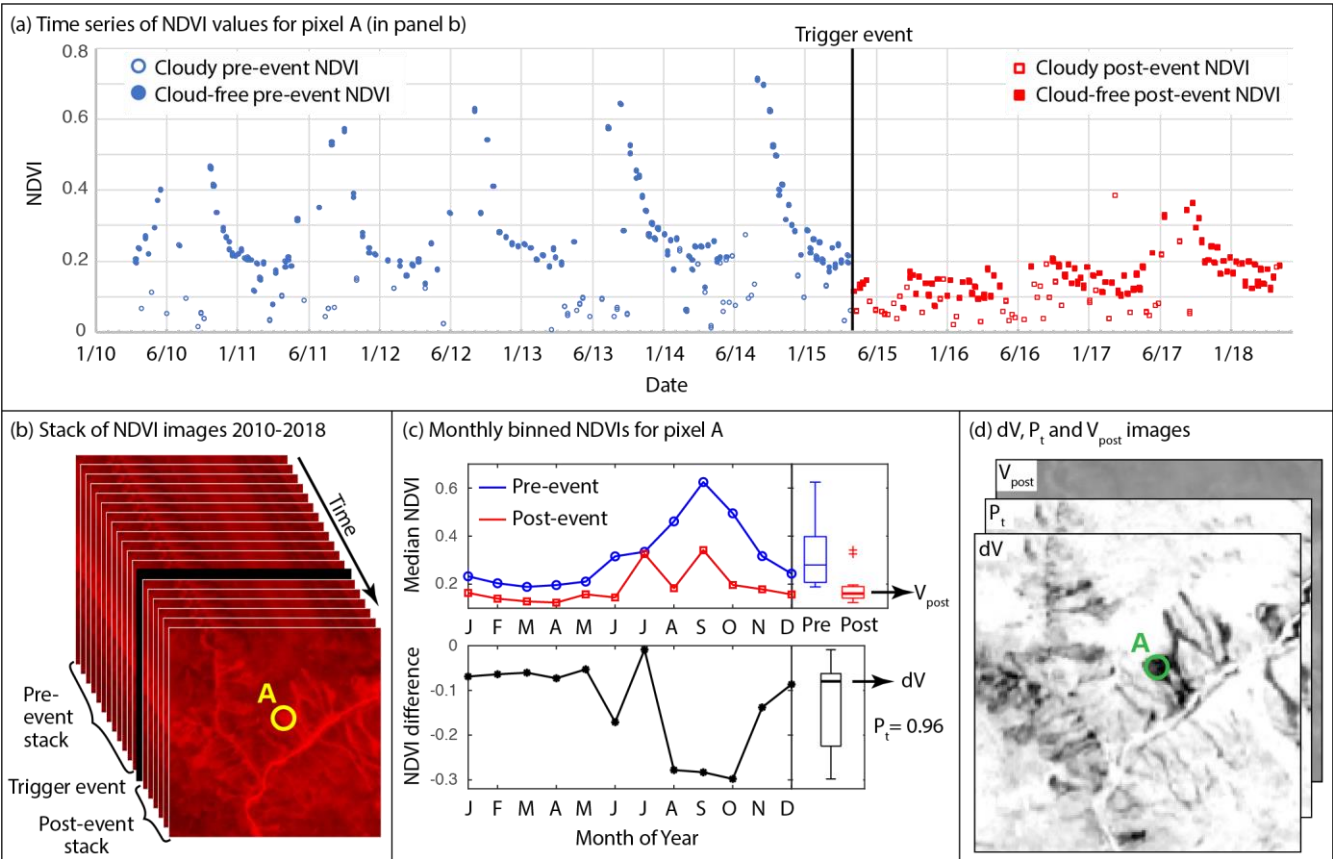 (a) Time series of NDVI values for pixel A (in panel b)
Trigger event
Cloudy pre-event NDVI
Cloud-free pre-event NDVI
Cloudy post-event NDVI
Cloud-free post-event NDVI
NDVI
0.8
0.6
0.4
0.2
0
1/10 6/10 1/11 6/11 1/12 6/12 1/13 6/13 1/14 6/14 1/15 6/15 1/16 6/16 1/17 6/17 1/18
Date
(b) Stack of NDVI images 2010-2018
Time
A
Pre-
event
stack
Trigger event
Post-event
stack
(c) Monthly binned NDVIs for pixel A
Median NDVI
0.6
0.4
0.2
Pre-event
Post-event
J F M A M J J A S O N D
Pre Post
V_post
NDVI difference
0
-0.1
-0.2
-0.3
dV
P_t = 0.96
J F M A M J J A S O N D
Month of Year
(d) dV, P_t and V_post images
V_post
P_t
dV
A